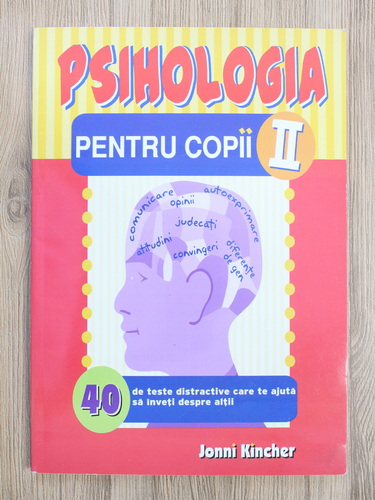 PSIHOLOGIA
PENTRU COPII II
comunicare
opinii
autoexprimare
judecăți
atitudini
convingeri
diferențe
de gen
40
de teste distractive care te ajută
să înveți despre alții
Jonni Kincher